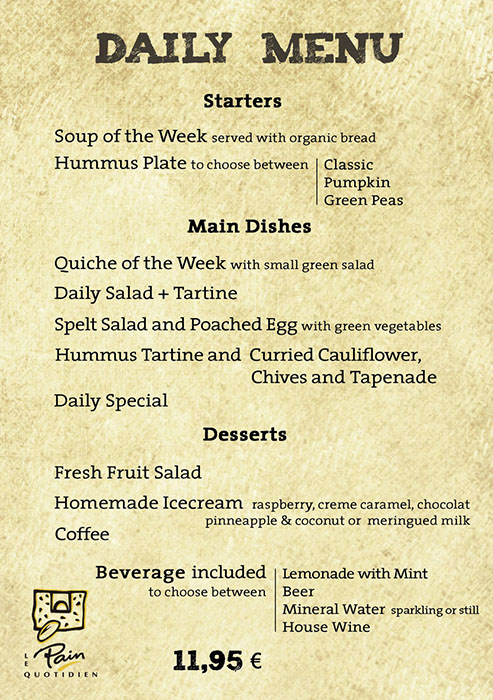 DAILY MENU
Starters
Soup of the Week served with organic bread
Hummus Plate to choose between Classic
Pumpkin
Green Peas
Main Dishes
Quiche of the Week with small green salad
Daily Salad + Tartine
Spelt Salad and Poached Egg with green vegetables
Hummus Tartine and Curried Cauliflower,
Chives and Tapenade
Daily Special
Desserts
Fresh Fruit Salad
Homemade Icecream raspberry, creme caramel, chocolat
pinneapple & coconut or meringued milk
Coffee
Beverage included Lemonade with Mint
to choose between Beer
Mineral Water sparkling or still
House Wine
LE Pain
QUOTIDIEN
11,95 €